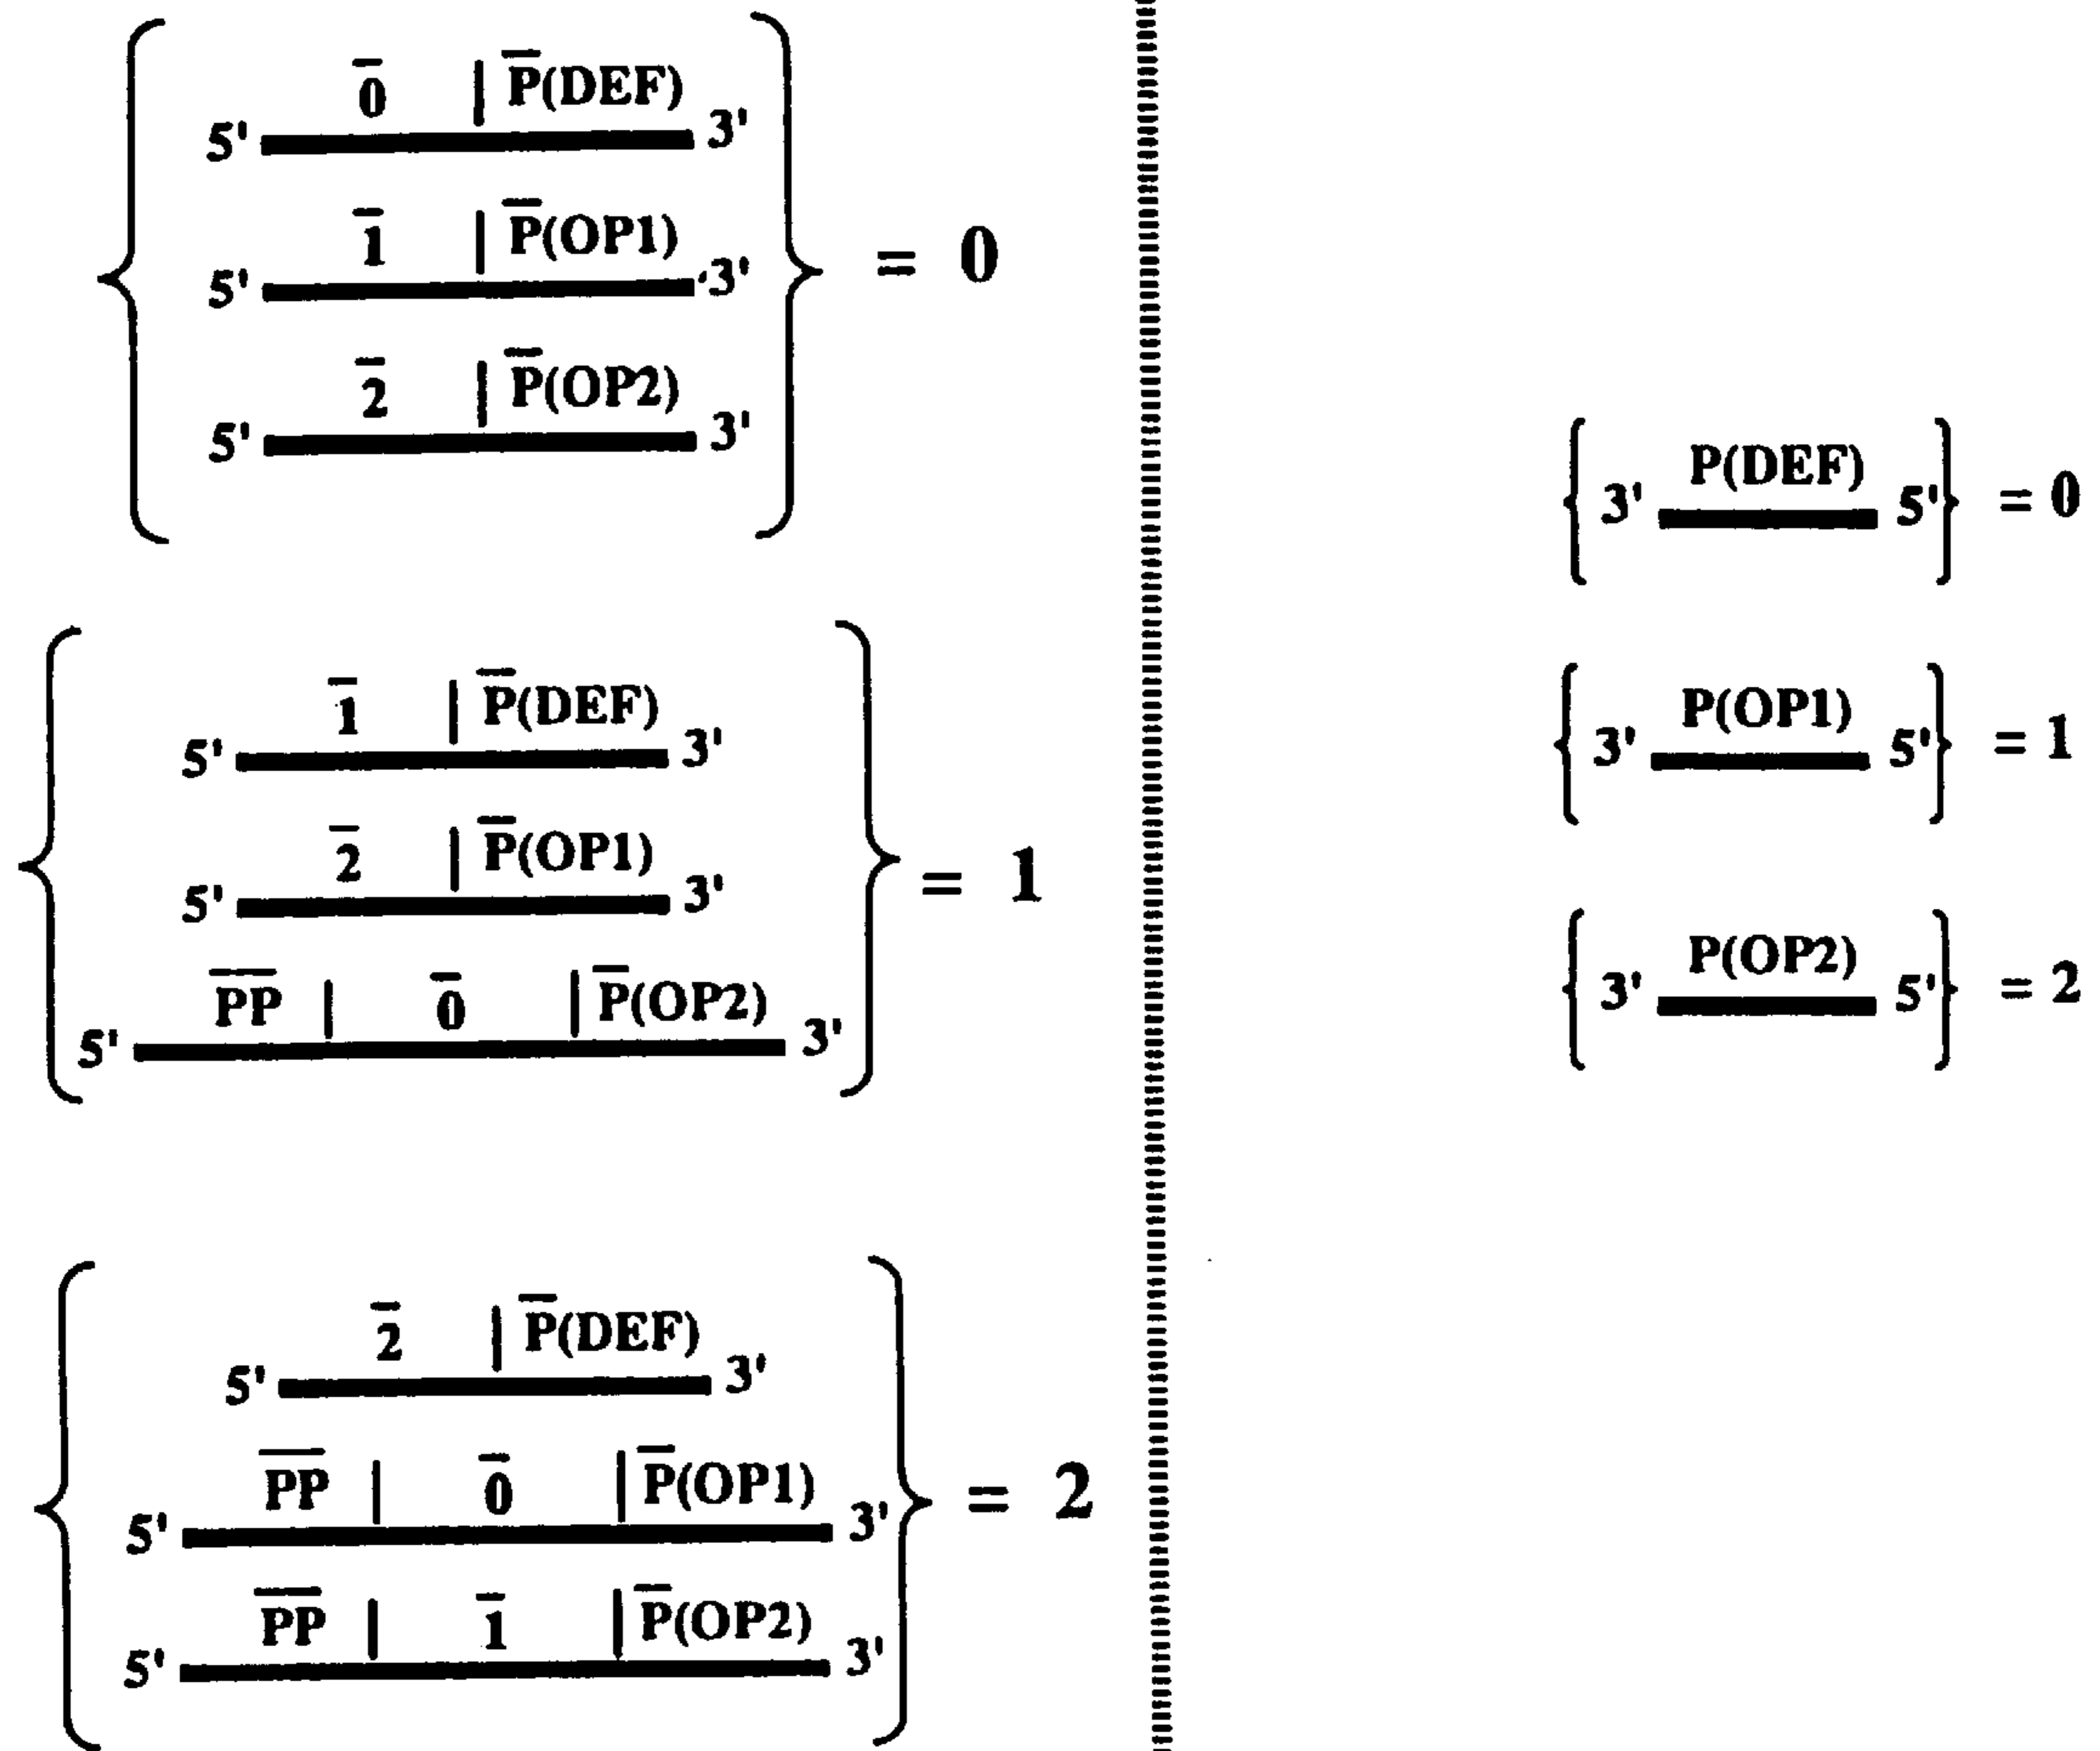 0̅ | P̅(DEF)
5' 3'
1̅ | P̅(OP1)
5' 3'
= 0
2̅ | P̅(OP2)
5' 3'
1̅ | P̅(DEF)
5' 3'
2̅ | P̅(OP1)
5' 3'
= 1
P̅P̅ | 0̅ | P̅(OP2)
5' 3'
2̅ | P̅(DEF)
5' 3'
P̅P̅ | 0̅ | P̅(OP1)
5' 3'
= 2
P̅P̅ | 1̅ | P̅(OP2)
5' 3'
P(DEF)
{ 3' 5' } = 0
P(OP1)
{ 3' 5' } = 1
P(OP2)
{ 3' 5' } = 2